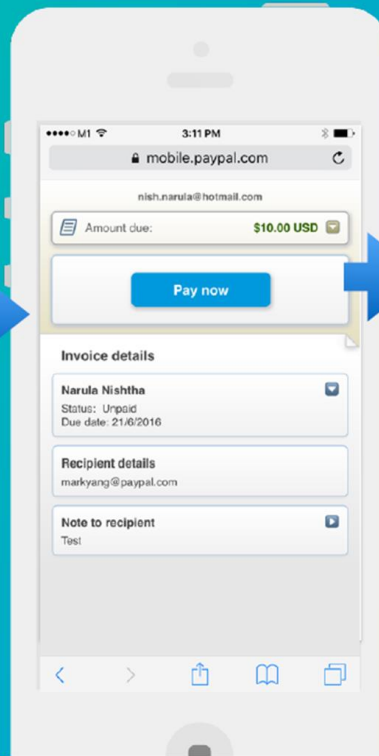 M1 3:11 PM
mobile.paypal.com
nish.narula@hotmail.com
Amount due: $10.00 USD
Pay now
Invoice details
Narula Nishtha
Status: Unpaid
Due date: 21/6/2016
Recipient details
markyang@paypal.com
Note to recipient
Test